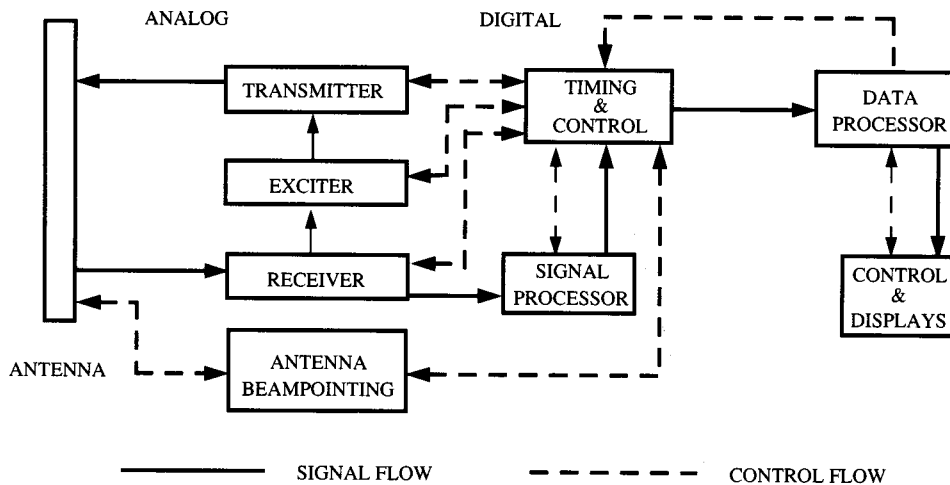 ANALOG
DIGITAL
TRANSMITTER
TIMING
&
CONTROL
DATA
PROCESSOR
EXCITER
RECEIVER
SIGNAL
PROCESSOR
CONTROL
&
DISPLAYS
ANTENNA
ANTENNA
BEAMPOINTING
SIGNAL FLOW
CONTROL FLOW